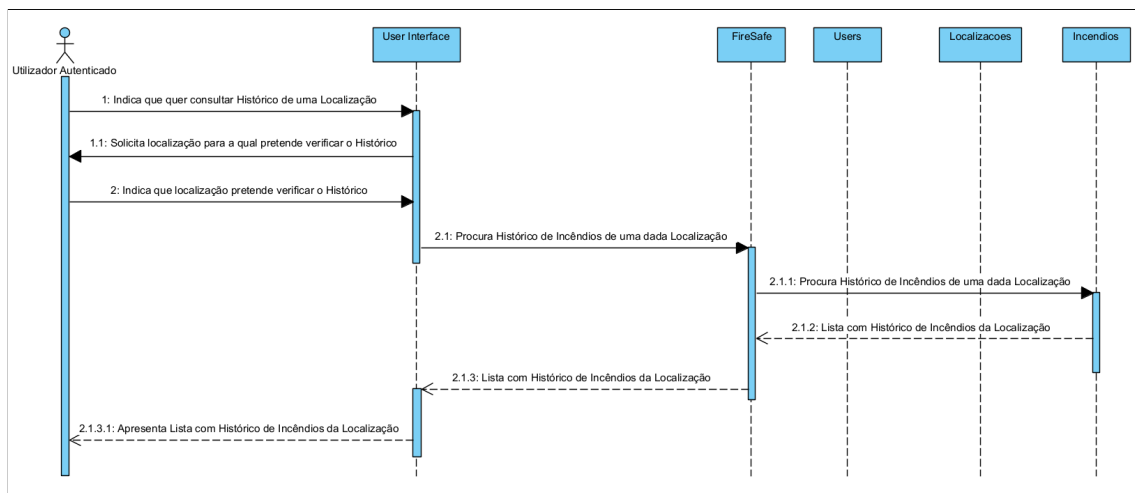 User Interface
FireSafe
Users
Localizacoes
Incendios
Utilizador Autenticado
1: Indica que quer consultar Histórico de uma Localização
1.1: Solicita localização para a qual pretende verificar o Histórico
2: Indica que localização pretende verificar o Histórico
2.1: Procura Histórico de Incêndios de uma dada Localização
2.1.1: Procura Histórico de Incêndios de uma dada Localização
2.1.2: Lista com Histórico de Incêndios da Localização
2.1.3: Lista com Histórico de Incêndios da Localização
2.1.3.1: Apresenta Lista com Histórico de Incêndios da Localização